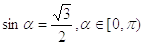 sin α = √3/2, α ∈ [0, π)